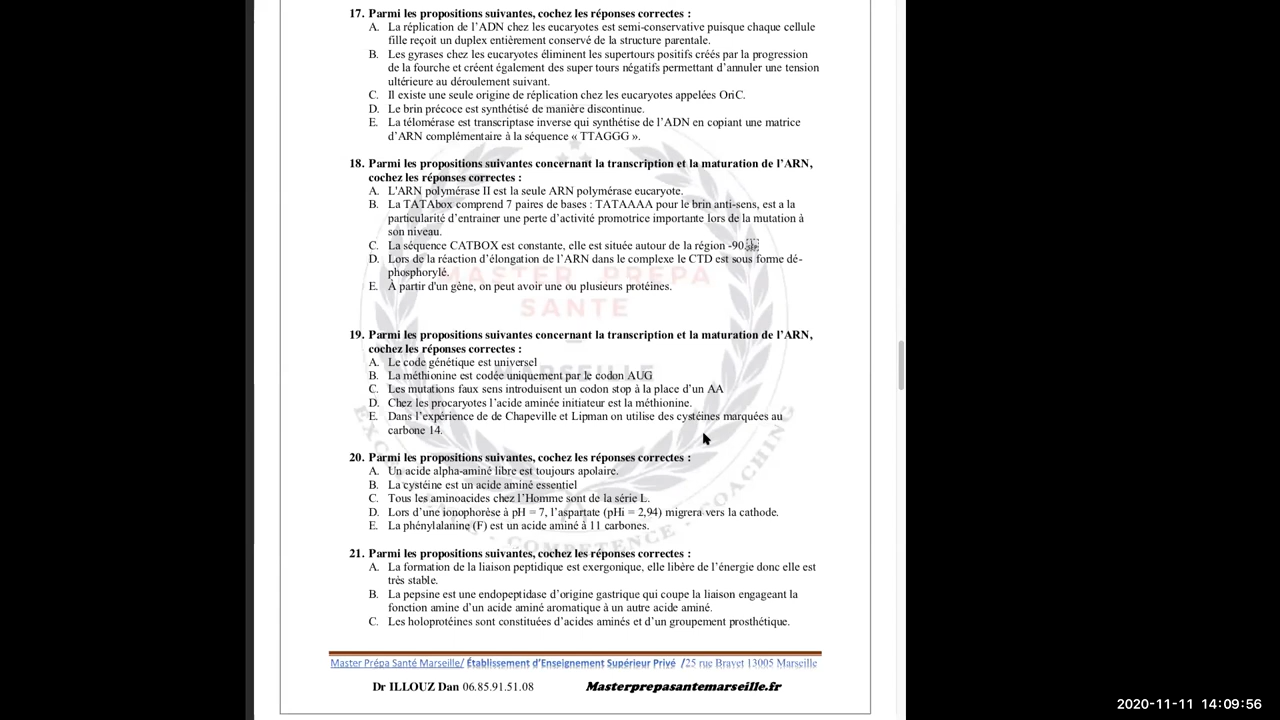 17. Parmi les propositions suivantes, cochez les réponses correctes :
A. La réplication de l'ADN chez les eucaryotes est semi-conservative puisque chaque cellule
fille reçoit un duplex entièrement conservé de la structure parentale.
B. Les gyrases chez les eucaryotes éliminent les supertours positifs créés par la progression
de la fourche et créent également des super tours négatifs permettant d'annuler une tension
ultérieure au déroulement suivant.
C. Il existe une seule origine de réplication chez les eucaryotes appelées OriC.
D. Le brin précoce est synthétisé de manière discontinue.
E. La télomérase est transcriptase inverse qui synthétise de l'ADN en copiant une matrice
d'ARN complémentaire à la séquence « TTAGGG ».
18. Parmi les propositions suivantes concernant la transcription et la maturation de l'ARN,
cochez les réponses correctes :
A. L'ARN polymérase II est la seule ARN polymérase eucaryote.
B. La TATAbox comprend 7 paires de bases : TATAAAA pour le brin anti-sens, est a la
particularité d'entrainer une perte d'activité promotrice importante lors de la mutation à
son niveau.
C. La séquence CATBOX est constante, elle est située autour de la région -90
D. Lors de la réaction d'élongation de l'ARN dans le complexe le CTD est sous forme dé-
phosphorylé.
E. À partir d'un gène, on peut avoir une ou plusieurs protéines.
MASTER PREPA
SANTE
MARSEILLE
19. Parmi les propositions suivantes concernant la transcription et la maturation de l'ARN,
cochez les réponses correctes :
A. Le code génétique est universel
B. La méthionine est codée uniquement par le codon AUG
C. Les mutations faux sens introduisent un codon stop à la place d'un AA
D. Chez les procaryotes l'acide aminée initiateur est la méthionine.
E. Dans l'expérience de de Chapeville et Lipman on utilise des cystéines marquées au
carbone 14.
20. Parmi les propositions suivantes, cochez les réponses correctes :
A. Un acide alpha-aminé libre est toujours apolaire.
B. La cystéine est un acide aminé essentiel
C. Tous les aminoacides chez l'Homme sont de la série L.
D. Lors d'une ionophorèse à pH = 7, l'aspartate (pHi = 2,94) migrera vers la cathode.
E. La phénylalanine (F) est un acide aminé à 11 carbones.
- COMPETENCE - COACHING
21. Parmi les propositions suivantes, cochez les réponses correctes :
A. La formation de la liaison peptidique est exergonique, elle libère de l'énergie donc elle est
très stable.
B. La pepsine est une endopeptidase d'origine gastrique qui coupe la liaison engageant la
fonction amine d'un acide aminé aromatique à un autre acide aminé.
C. Les holoprotéines sont constituées d'acides aminés et d'un groupement prosthétique.
Master Prépa Santé Marseille/ Établissement d'Enseignement Supérieur Privé /25 rue Bravet 13005 Marseille
Dr ILLOUZ Dan 06.85.91.51.08 Masterprepasantemarseille.fr
2020-11-11 14:09:56